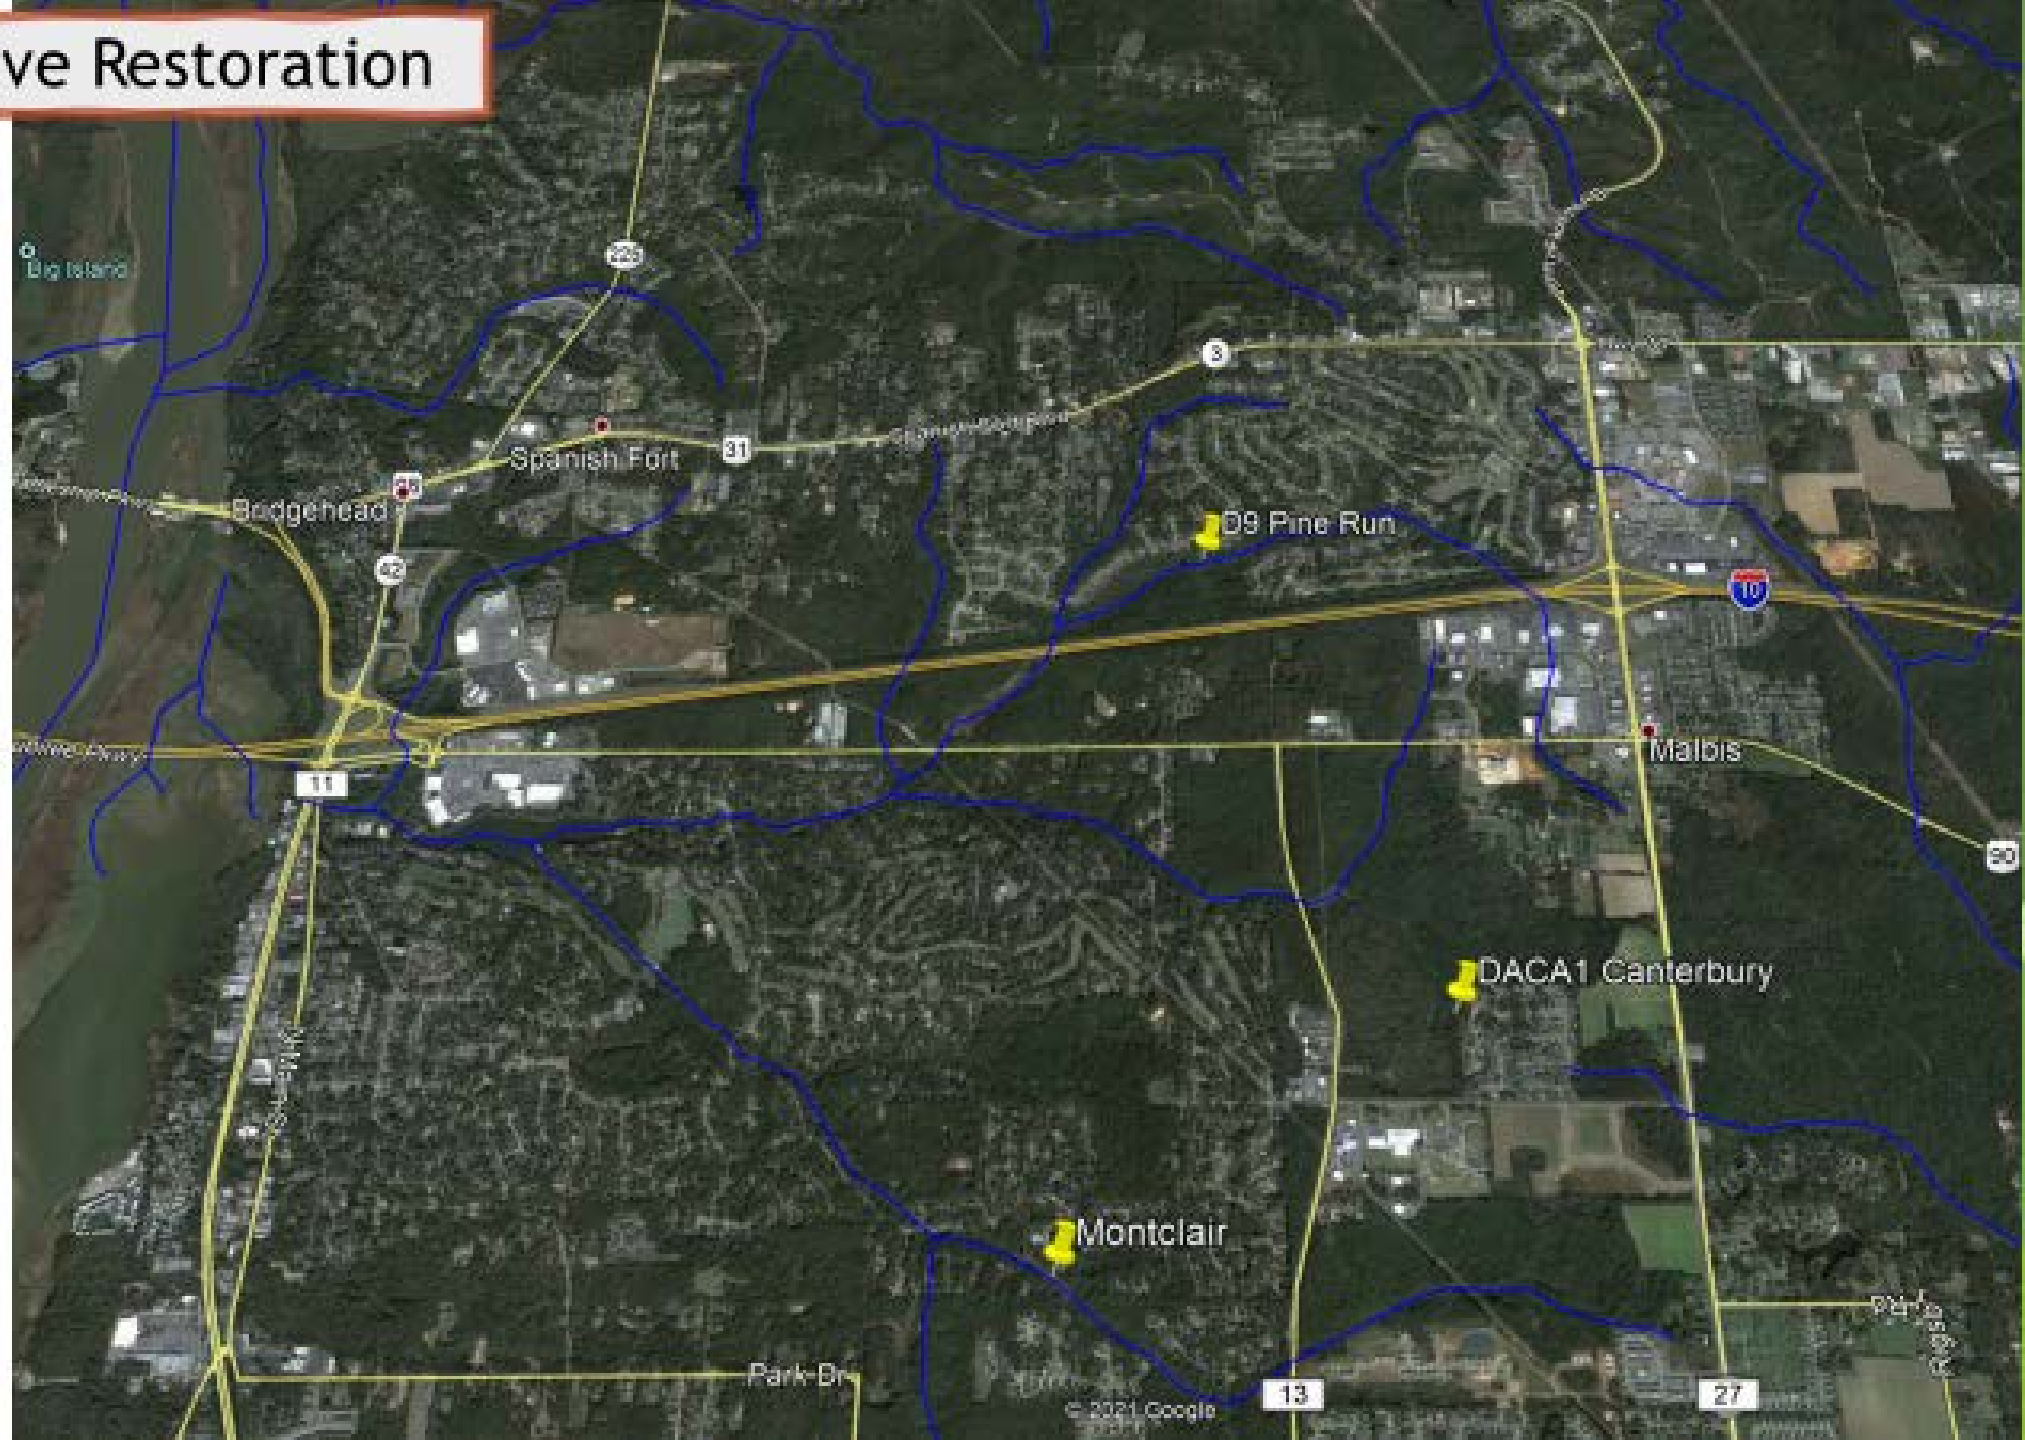 ve Restoration
225
Big Island
3
31
Spanish Fort
Bridgehead
D9 Pine Run
42
10
Malbis
11
90
DACA1 Canterbury
Montclair
Park Dr
13
27
© 2021 Google